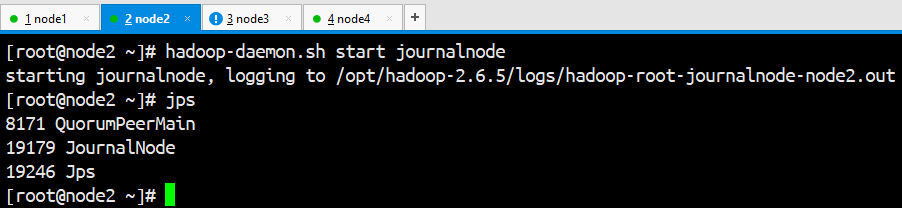 1 node1 × 2 node2 × 3 node3 × 4 node4 × +
[root@node2 ~]# hadoop-daemon.sh start journalnode
starting journalnode, logging to /opt/hadoop-2.6.5/logs/hadoop-root-journalnode-node2.out
[root@node2 ~]# jps
8171 QuorumPeerMain
19179 JournalNode
19246 Jps
[root@node2 ~]#